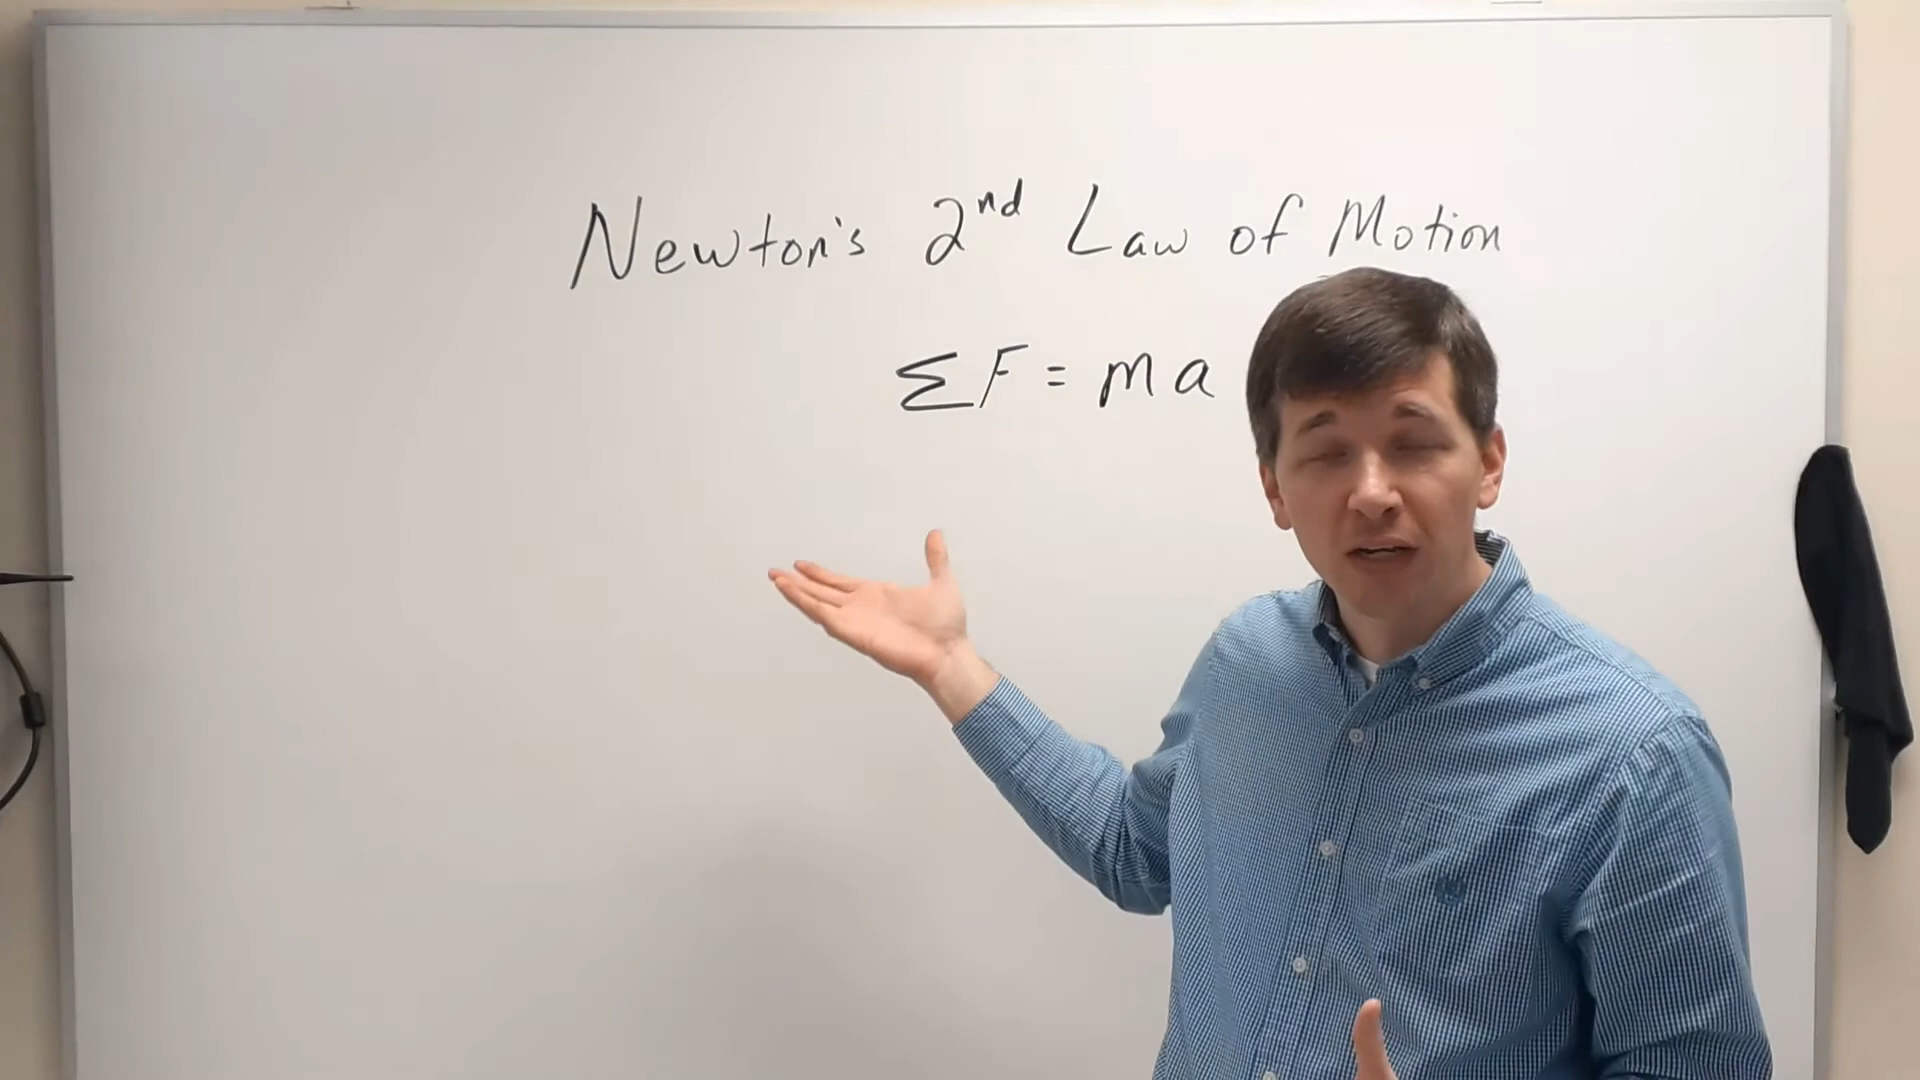 Newton's 2nd Law of Motion
ΣF = ma